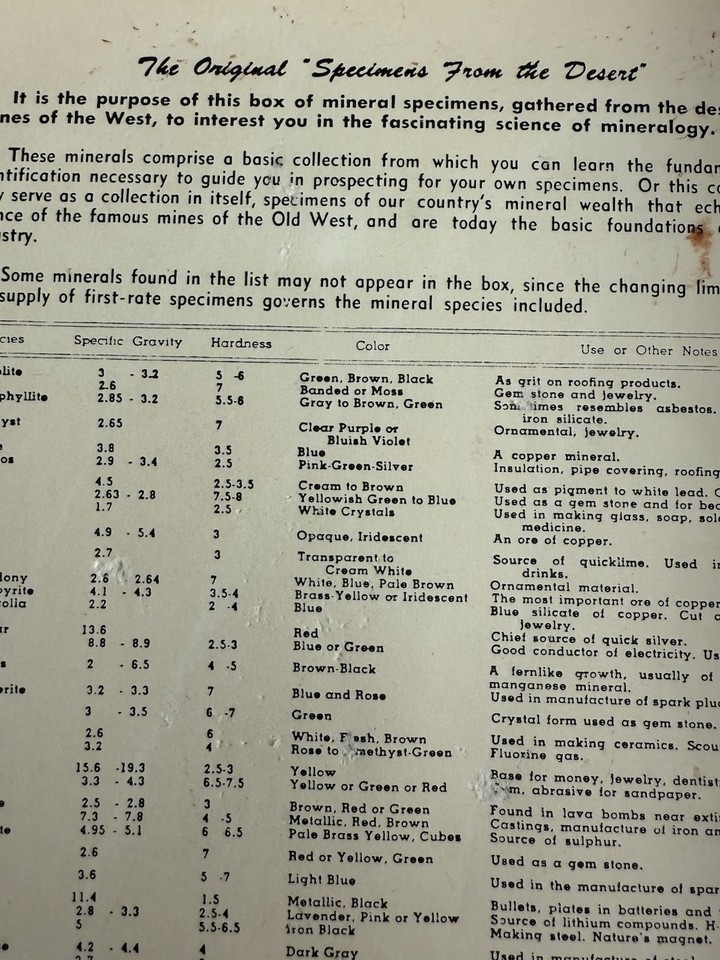 The Original "Specimens From the Desert"
It is the purpose of this box of mineral specimens, gathered from the des
nes of the West, to interest you in the fascinating science of mineralogy.
These minerals comprise a basic collection from which you can learn the fundar
ntification necessary to guide you in prospecting for your own specimens. Or this co
y serve as a collection in itself, specimens of our country's mineral wealth that ech
nce of the famous mines of the Old West, and are today the basic foundations
stry.
Some minerals found in the list may not appear in the box, since the changing lim
supply of first-rate specimens governs the mineral species included.
cies Specific Gravity Hardness Color Use or Other Notes
lite 3 - 3.2 5 -6 Green, Brown, Black As grit on roofing products.
2.6 7 Banded or Moss Gem stone and jewelry.
phyllite 2.85 - 3.2 5.5-6 Gray to Brown, Green Sometimes resembles asbestos.
iron silicate.
yst 2.65 7 Clear Purple or Ornamental, jewelry.
Bluish Violet
3.8 3.5 Blue A copper mineral.
os 2.9 - 3.4 2.5 Pink-Green-Silver Insulation, pipe covering, roofing
4.5 2.5-3.5 Cream to Brown Used as pigment to white lead.
2.63 - 2.8 7.5-8 Yellowish Green to Blue Used as a gem stone and for
1.7 2.5 White Crystals Used in making glass, soap,
medicine.
4.9 - 5.4 3 Opaque, Iridescent An ore of copper.
2.7 3 Transparent to Source of quicklime. Used
Cream White drinks.
lony 2.6 2.64 7 White, Blue, Pale Brown Ornamental material.
pyrite 4.1 - 4.3 3.5-4 Brass-Yellow or Iridescent The most important ore of copper
colla 2.2 2 -4 Blue Blue silicate of copper. Cut
jewelry.
13.6 Red Chief source of quick silver.
8.8 - 8.9 2.5-3 Blue or Green Good conductor of electricity.
s 2 - 6.5 4 -5 Brown-Black A fernlike growth, usually of
manganese mineral.
rite 3.2 - 3.3 7 Blue and Rose Used in manufacture of spark plu
3 - 3.5 6 -7 Green Crystal form used as gem stone.
2.6 6 White, Flesh, Brown Used in making ceramics.
3.2 4 Rose to Amethyst-Green Fluorine gas.
15.6 -19.3 2.5-3 Yellow Base for money, jewelry, dentist
3.3 - 4.3 6.5-7.5 Yellow or Green or Red abrasive for sandpaper.
e 2.5 - 2.8 3 Brown, Red or Green Found in lava bombs near exti
7.3 - 7.8 4 -5 Metallic, Red, Brown Castings, manufacture of iron
te 4.95 - 5.1 6 6.5 Pale Brass Yellow, Cubes Source of sulphur.
2.6 7 Red or Yellow, Green Used as a gem stone.
3.6 5 -7 Light Blue Used in the manufacture of spar
11.4 1.5 Metallic, Black Bullets, plates in batteries and
2.8 - 3.3 2.5-4 Lavender, Pink or Yellow Source of lithium compounds.
5 5.5-6.5 Iron Black Making steel. Nature's magnet.
4.2 - 4.4 4 Dark Gray